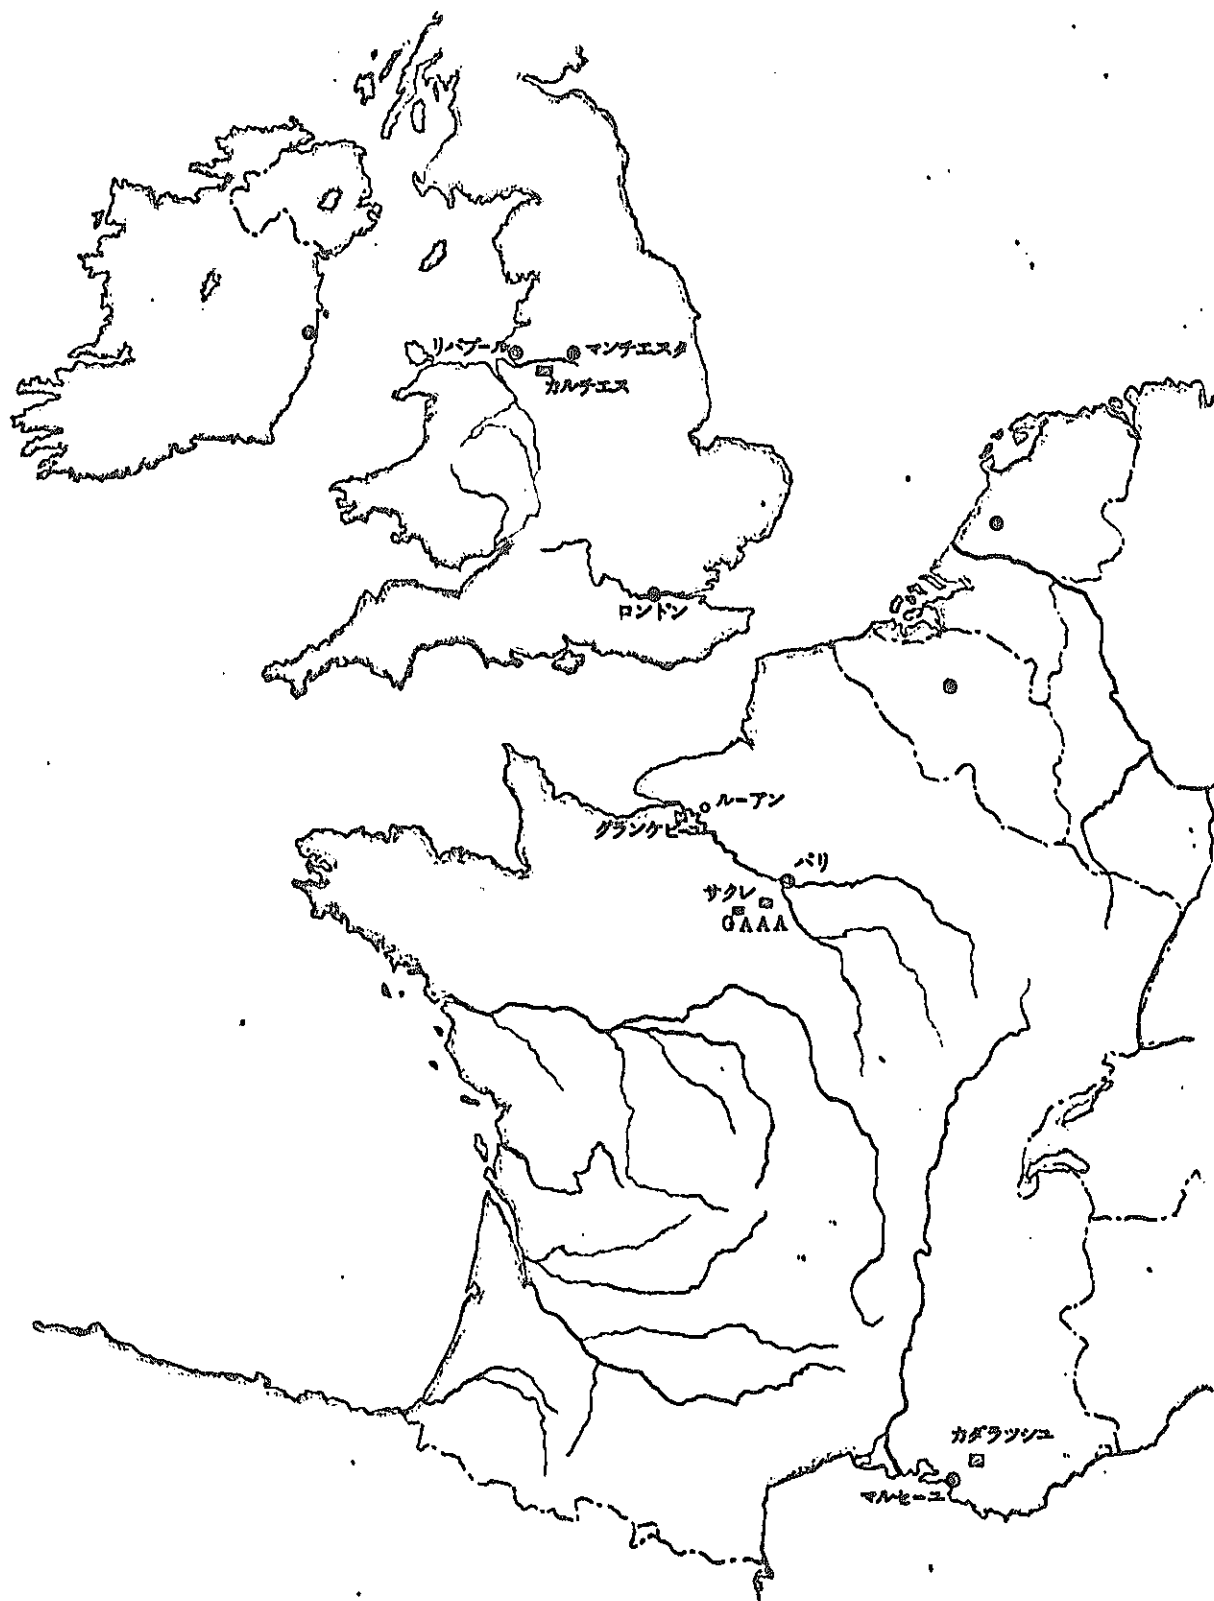 リバプール
マンチエスタ
カルチエス
ロンドン
ルーアン
グランケビーユ
パリ
サクレ
GAAA
カダラッシュ
マルセーユ